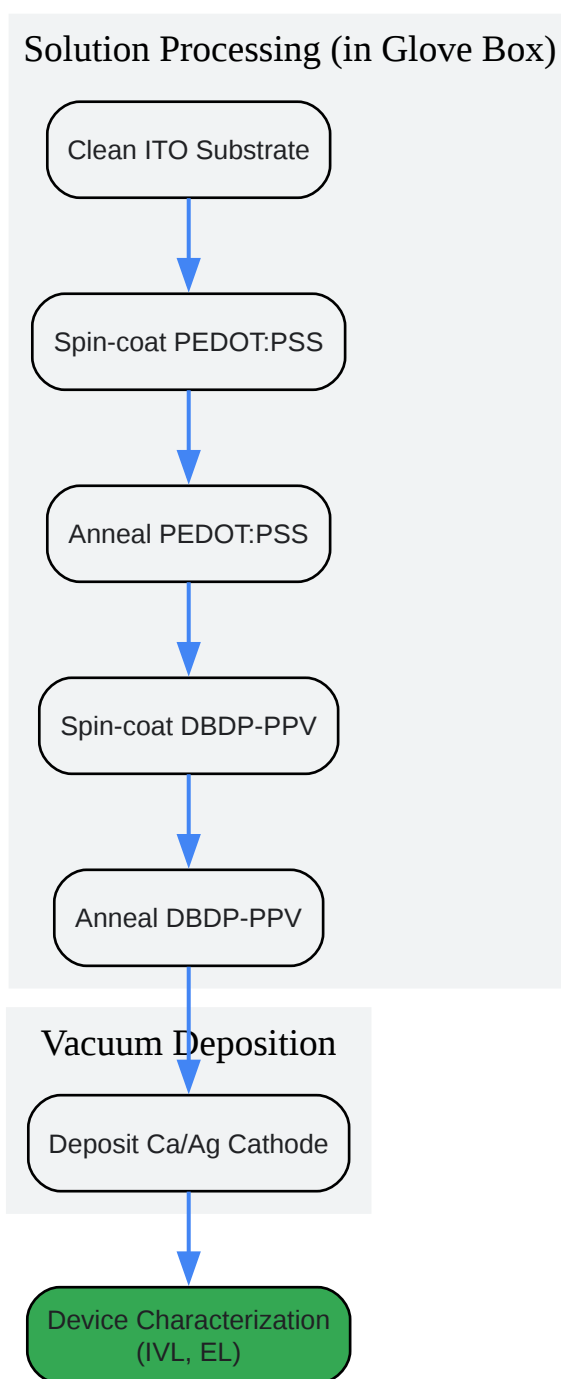 Solution Processing (in Glove Box)
Clean ITO Substrate
Spin-coat PEDOT:PSS
Anneal PEDOT:PSS
Spin-coat DBDP-PPV
Anneal DBDP-PPV
Vacuum Deposition
Deposit Ca/Ag Cathode
Device Characterization
(IVL, EL)